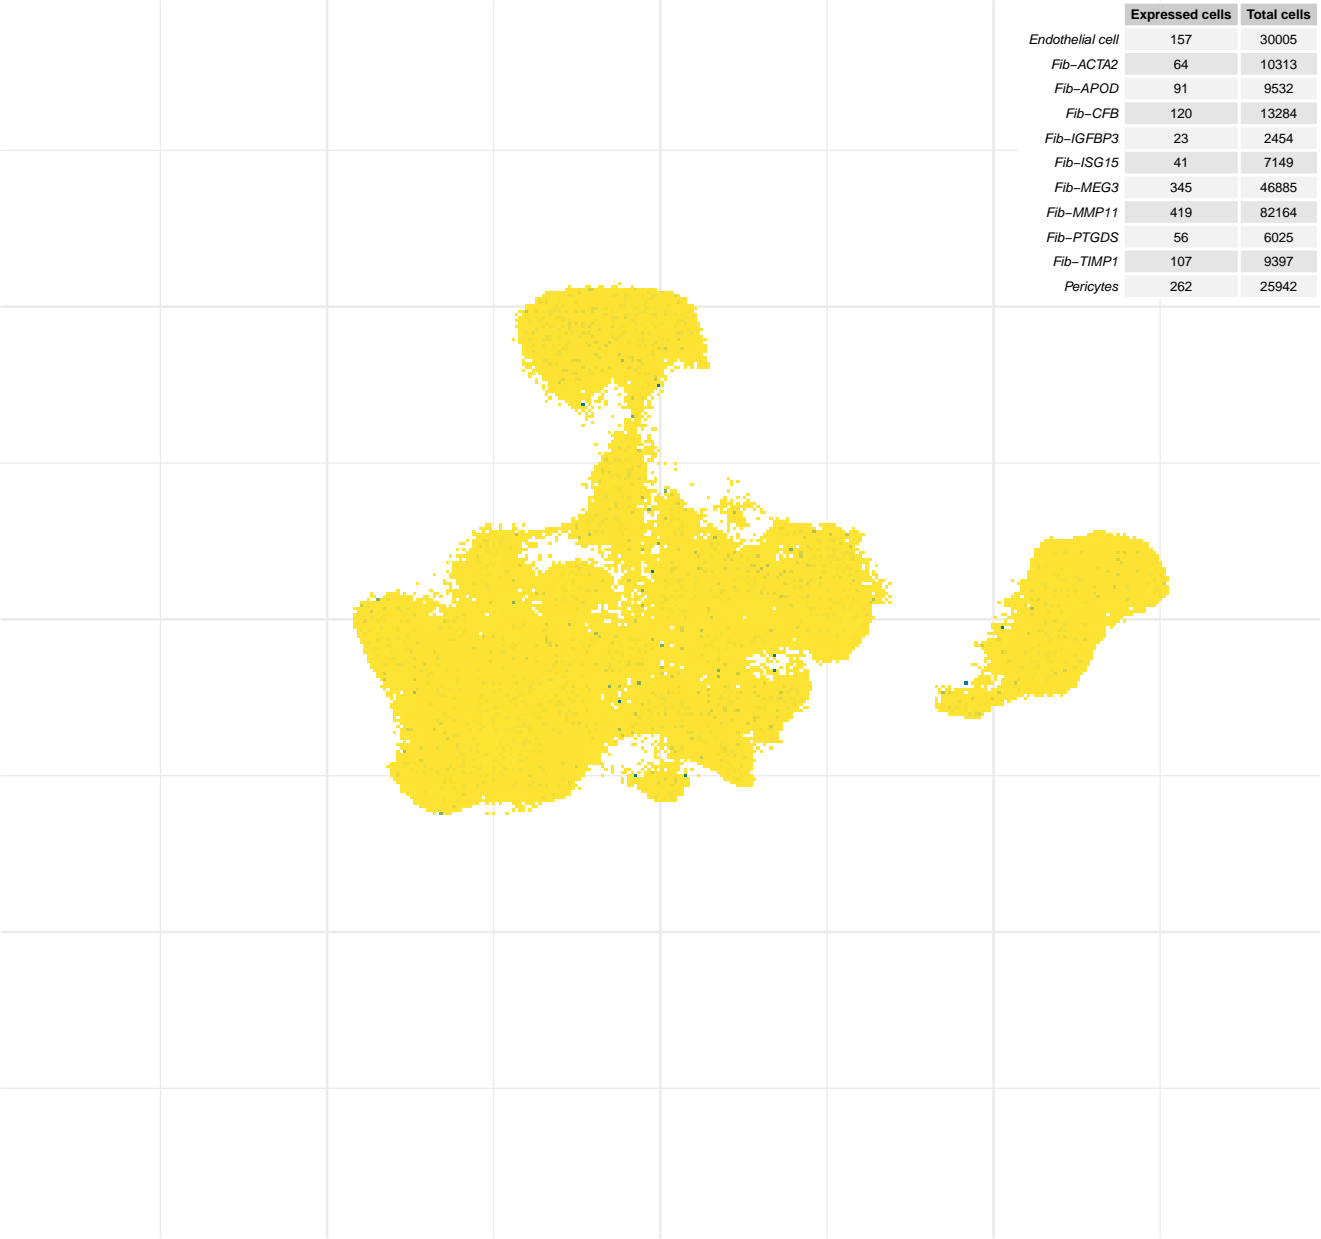 Expressed cells Total cells
Endothelial cell 157 30005
Fib−ACTA2 64 10313
Fib−APOD 91 9532
Fib−CFB 120 13284
Fib−IGFBP3 23 2454
Fib−ISG15 41 7149
Fib−MEG3 345 46885
Fib−MMP11 419 82164
Fib−PTGDS 56 6025
Fib−TIMP1 107 9397
Pericytes 262 25942